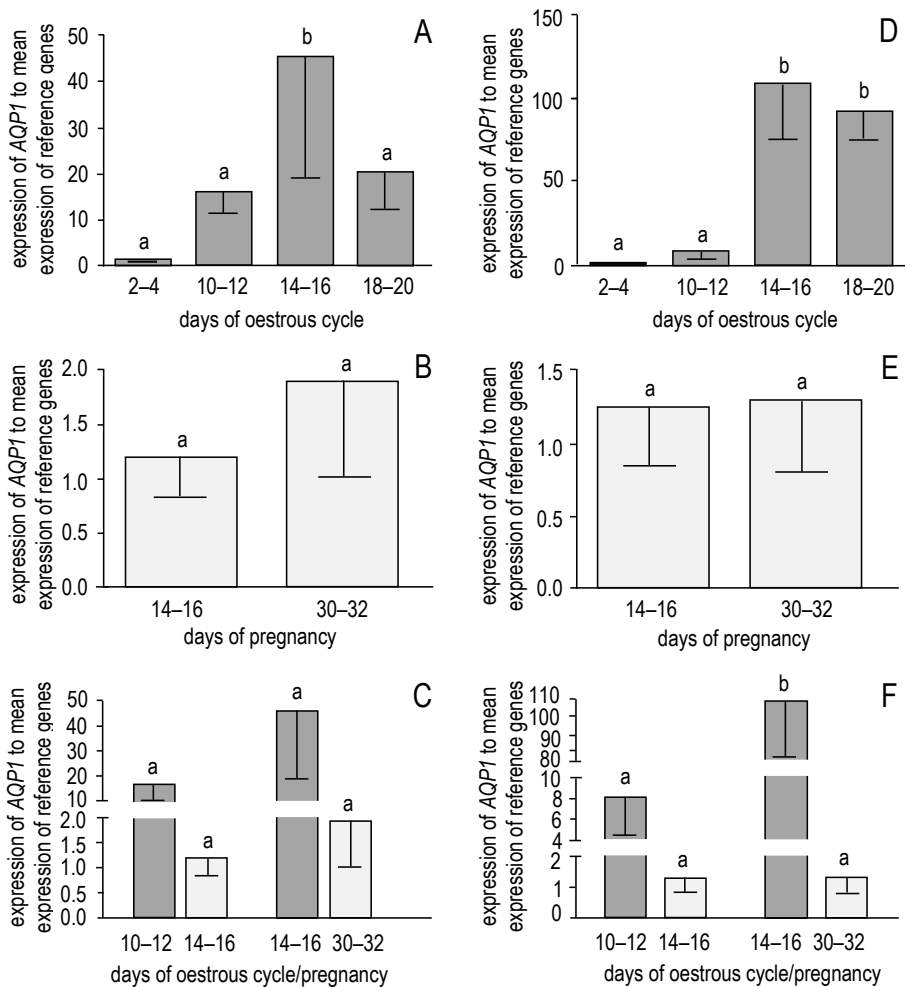 A
expression of AQP1 to mean
expression of reference genes
50
40
30
20
10
0
a
a
b
a
2–4
10–12
14–16
18–20
days of oestrous cycle
D
expression of AQP1 to mean
expression of reference genes
150
100
50
0
a
a
b
b
2–4
10–12
14–16
18–20
days of oestrous cycle
B
expression of AQP1 to mean
expression of reference genes
2.0
1.5
1.0
0.5
0.0
a
a
14–16
30–32
days of pregnancy
E
expression of AQP1 to mean
expression of reference genes
1.5
1.0
0.5
0.0
a
a
14–16
30–32
days of pregnancy
C
expression of AQP1 to mean
expression of reference genes
50
40
30
20
10
2.0
1.5
1.0
0.5
0.0
a
a
a
a
10–12
14–16
14–16
30–32
days of oestrous cycle/pregnancy
F
expression of AQP1 to mean
expression of reference genes
110
100
90
80
10
8
6
4
2
1
0
a
a
b
a
10–12
14–16
14–16
30–32
days of oestrous cycle/pregnancy